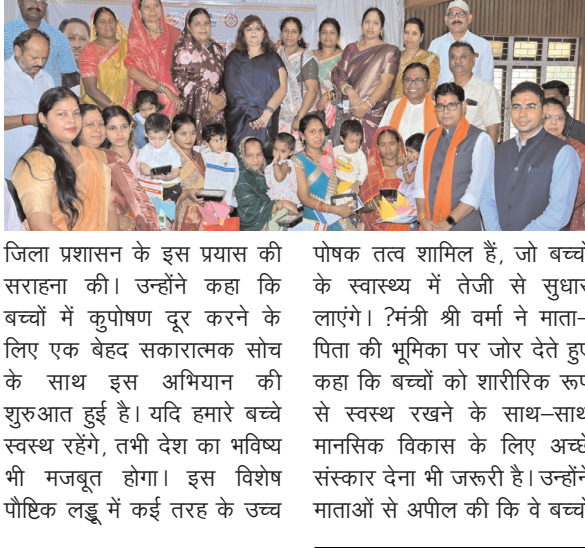 जिला प्रशासन के इस प्रयास की
सराहना की। उन्होंने कहा कि
बच्चों में कुपोषण दूर करने के
लिए एक बेहद सकारात्मक सोच
के साथ इस अभियान की
शुरुआत हुई है। यदि हमारे बच्चे
स्वस्थ रहेंगे, तभी देश का भविष्य
भी मजबूत होगा। इस विशेष
पौष्टिक लड्डू में कई तरह के उच्च
पोषक तत्व शामिल हैं, जो बच्चों
के स्वास्थ्य में तेजी से सुधार
लाएंगे। ?मंत्री श्री वर्मा ने माता–
पिता की भूमिका पर जोर देते हुए
कहा कि बच्चों को शारीरिक रूप
से स्वस्थ रखने के साथ–साथ
मानसिक विकास के लिए अच्छे
संस्कार देना भी जरूरी है। उन्होंने
माताओं से अपील की कि वे बच्चों